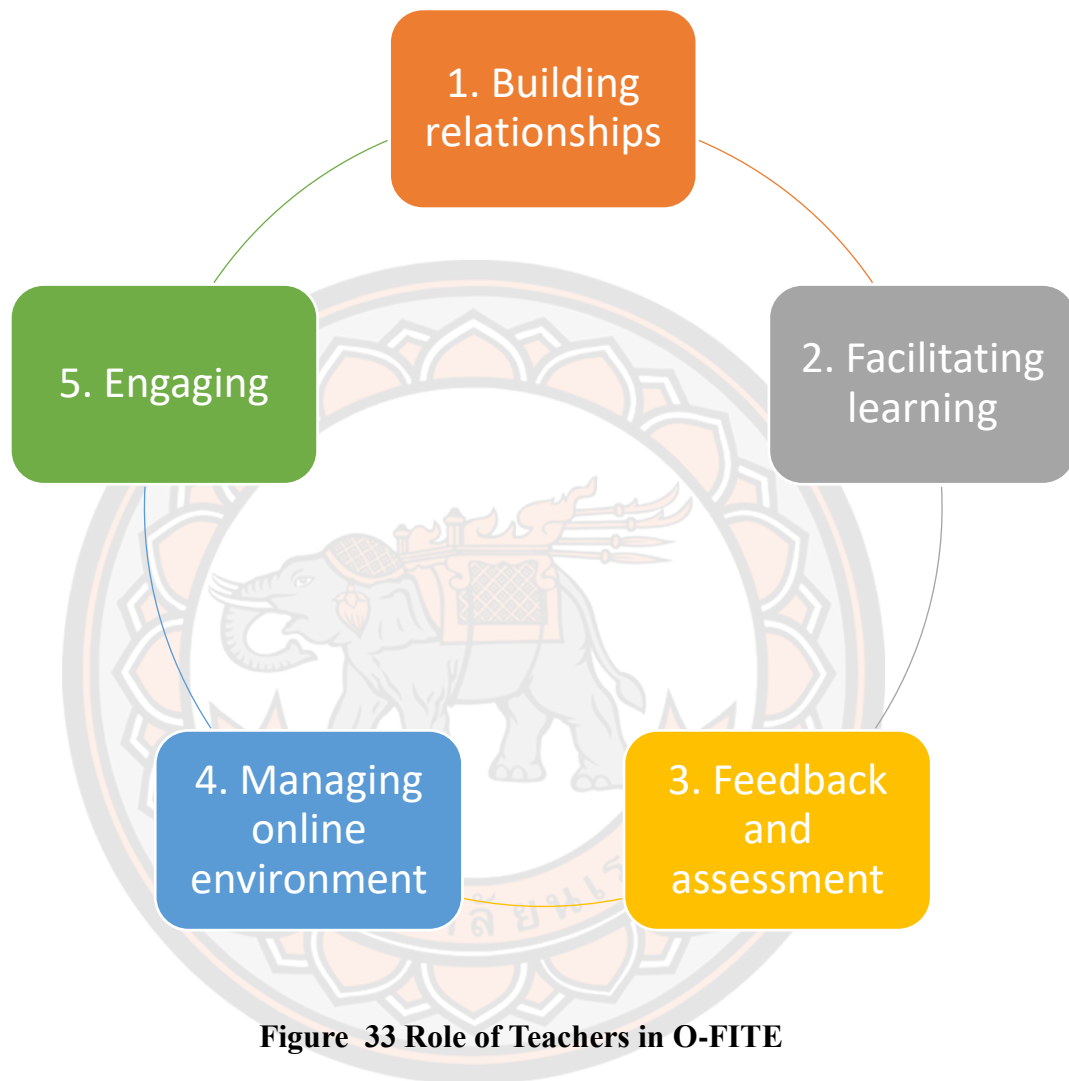 1. Building
relationships
2. Facilitating
learning
3. Feedback
and
assessment
4. Managing
online
environment
5. Engaging
Figure 33 Role of Teachers in O-FITE